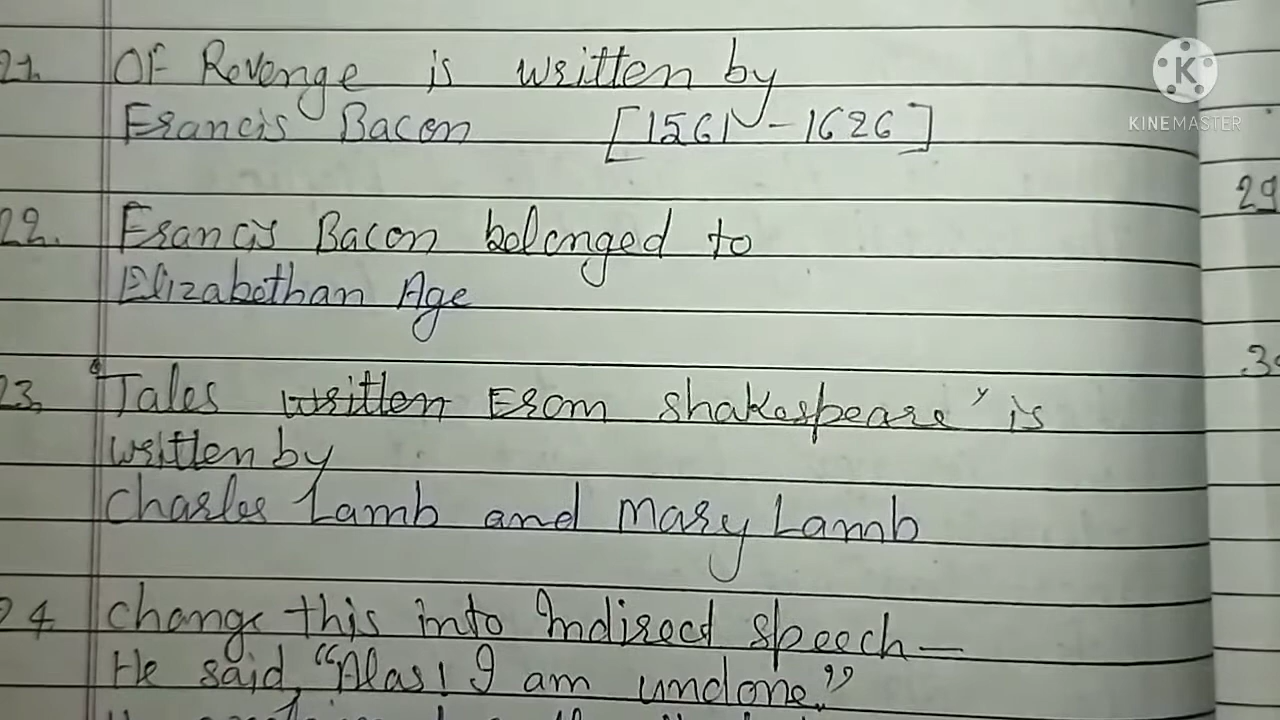 21. Of Revenge is written by
Francis Bacon [1561 - 1626]
22. Francis Bacon belonged to
Elizabethan Age
23. "Tales written From shakespeare" is
written by
Charles Lamb and Mary Lamb
24. change this into Indirect speech—
He said, "Alas! I am undone."
29
KINEMASTER